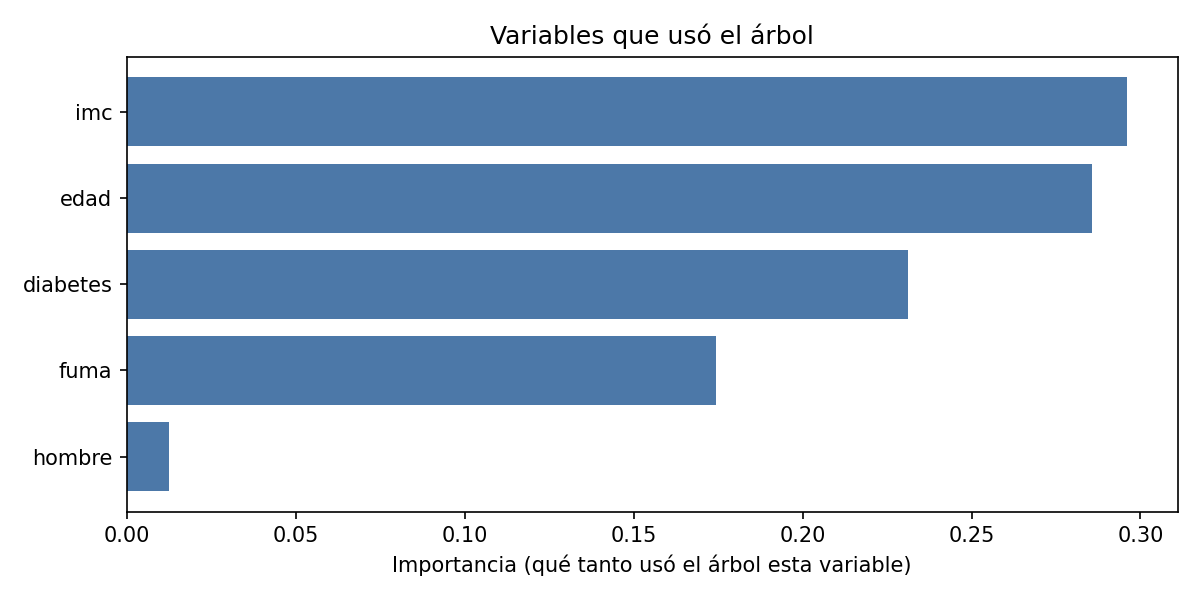 Variables que usó el árbol
imc
edad
diabetes
fuma
hombre
0.00 0.05 0.10 0.15 0.20 0.25 0.30
Importancia (qué tanto usó el árbol esta variable)